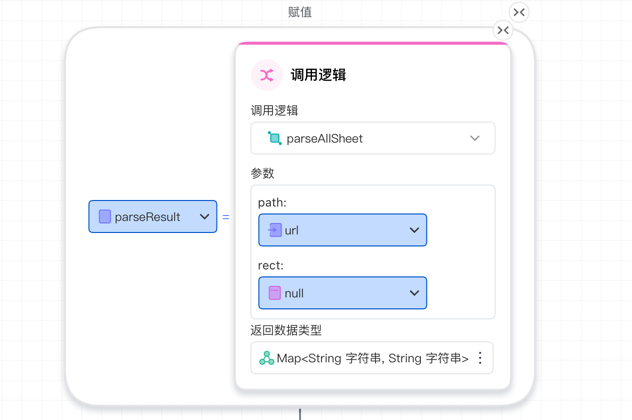 赋值
调用逻辑
调用逻辑
parseAllSheet
参数
path:
url
parseResult =
rect:
null
返回数据类型
Map<String 字符串, String 字符串>